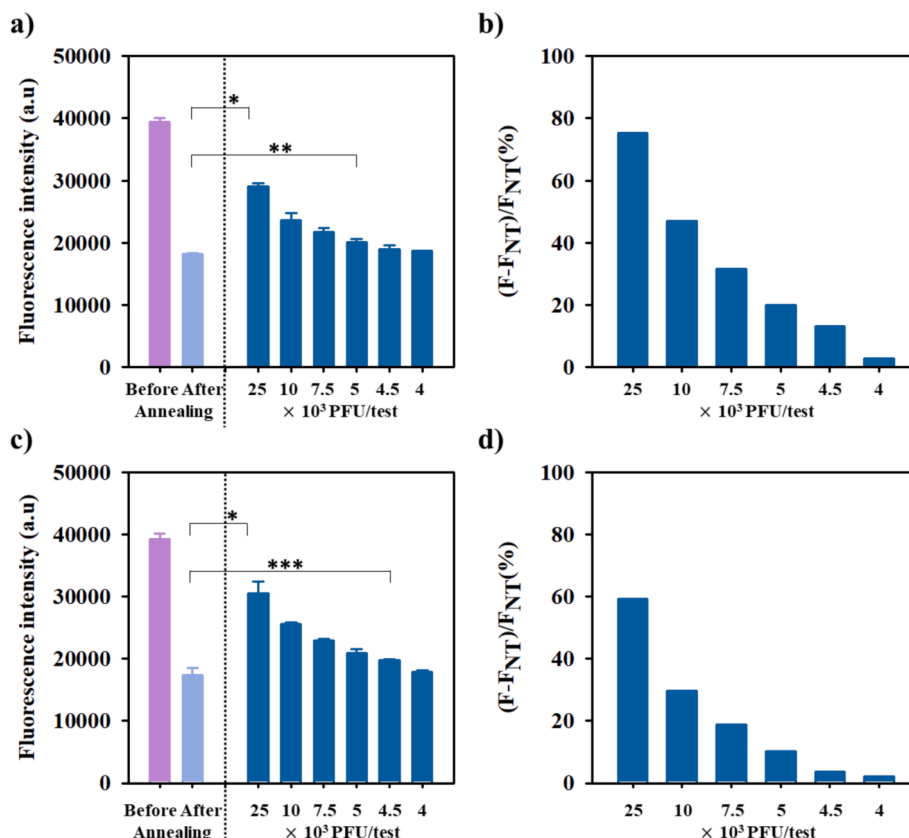 a)
50000
40000
30000
20000
10000
0
Fluorescence intensity (a.u)
*
**
Before After
Annealing
25 10 7.5 5 4.5 4
× 10³ PFU/test
b)
100
80
60
40
20
0
(F-F_NT)/F_NT(%)
25 10 7.5 5 4.5 4
× 10³ PFU/test
c)
50000
40000
30000
20000
10000
0
Fluorescence intensity (a.u)
*
***
Before After
Annealing
25 10 7.5 5 4.5 4
× 10³ PFU/test
d)
100
80
60
40
20
0
(F-F_NT)/F_NT(%)
25 10 7.5 5 4.5 4
× 10³ PFU/test